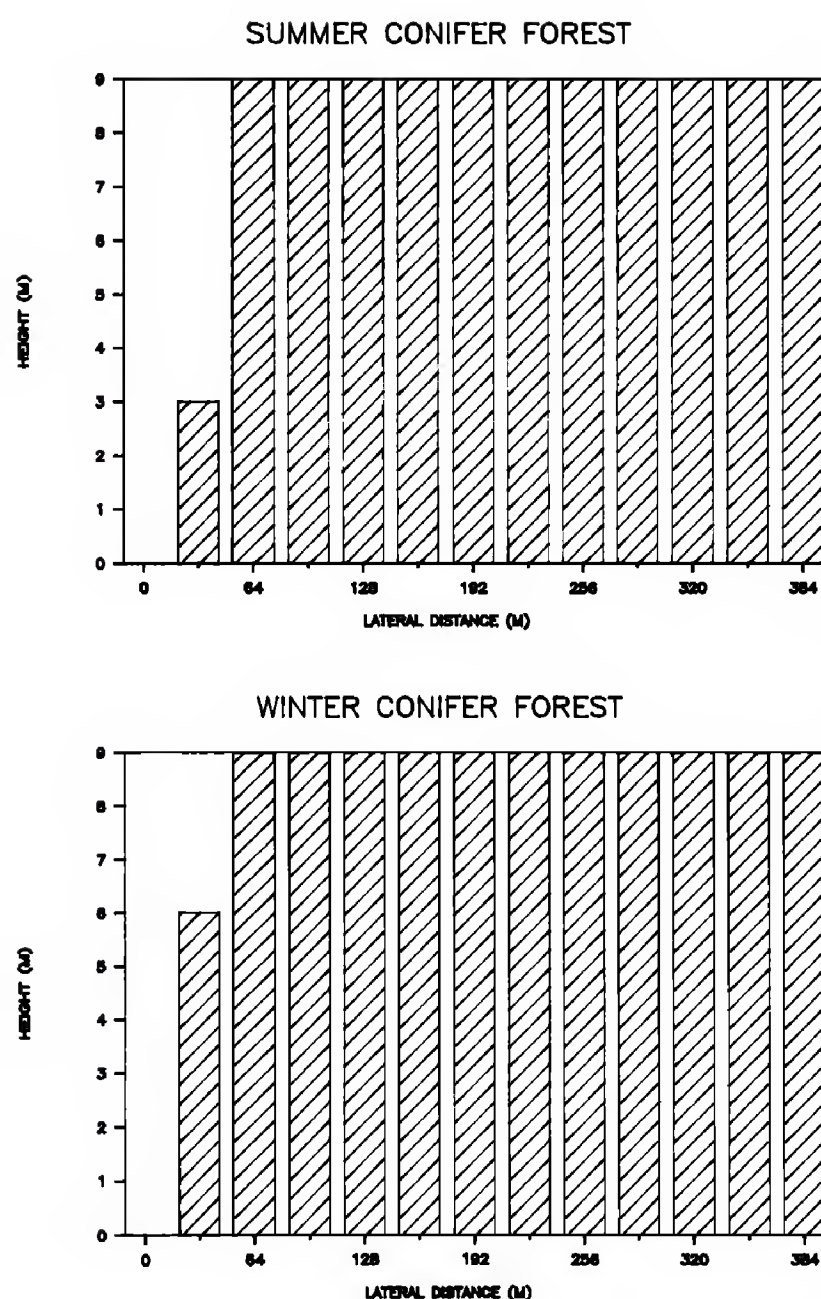 SUMMER CONIFER FOREST
9
8
7
6
5
4
3
2
1
0
HEIGHT (M)
0 64 128 192 256 320 384
LATERAL DISTANCE (M)
WINTER CONIFER FOREST
9
8
7
6
5
4
3
2
1
0
HEIGHT (M)
0 64 128 192 256 320 384
LATERAL DISTANCE (M)